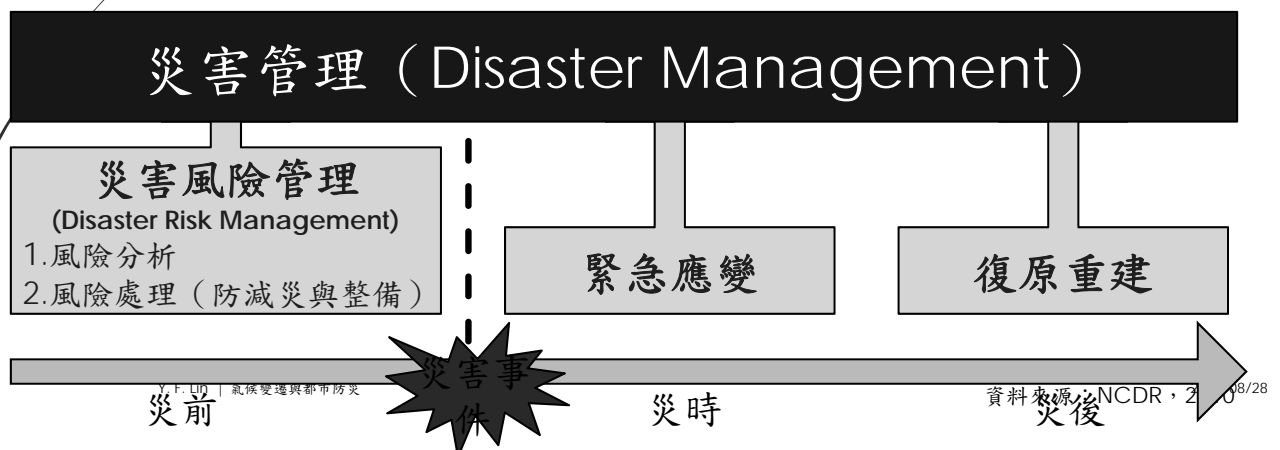 災害管理（Disaster Management）
災害風險管理
(Disaster Risk Management)
1.風險分析
2.風險處理（防減災與整備）
緊急應變
復原重建
災害事
件
Y. F. Lin | 氣候變遷與都市防災
災前
災時
資料來源：NCDR，
08/28
災後